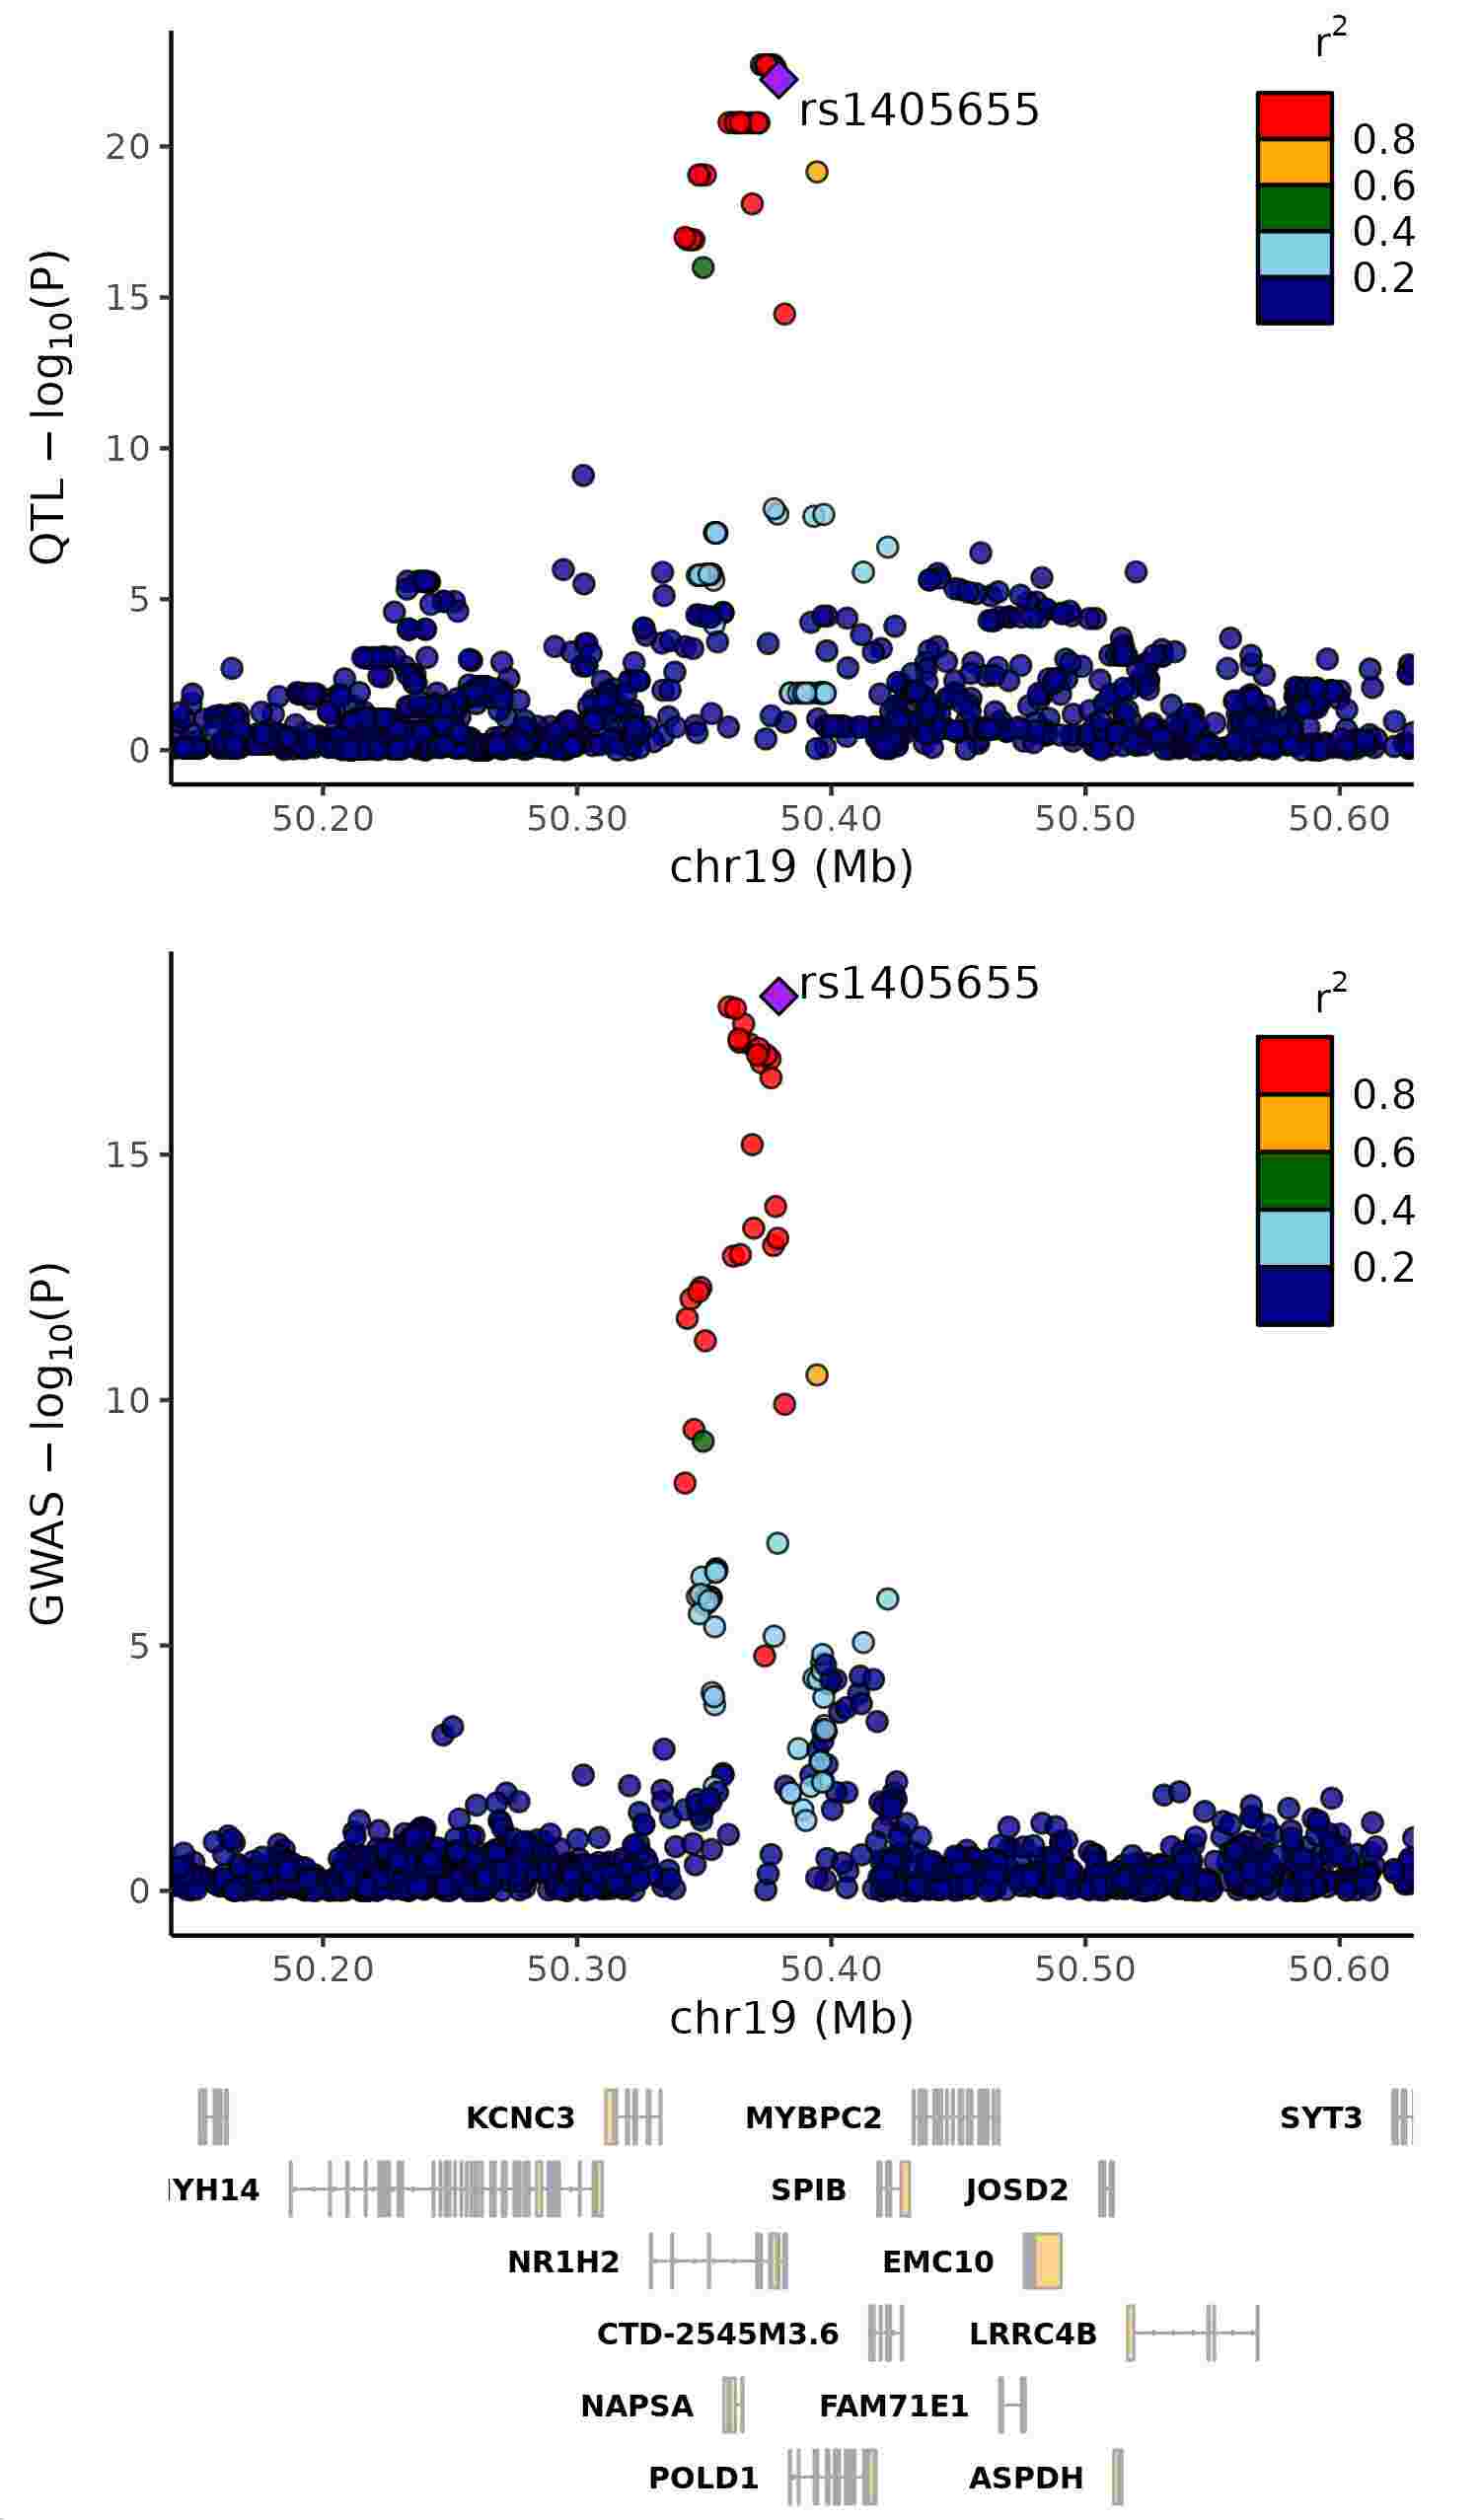 r2
rs1405655
0.8
0.6
0.4
0.2
20
15
10
5
0
QTL − log10(P)
50.20 50.30 50.40 50.50 50.60
chr19 (Mb)
rs1405655
r2
0.8
0.6
0.4
0.2
15
10
5
0
GWAS − log10(P)
50.20 50.30 50.40 50.50 50.60
chr19 (Mb)
KCNC3 MYBPC2 SYT3
YH14 SPIB JOSD2
NR1H2 EMC10
CTD-2545M3.6 LRRC4B
NAPSA FAM71E1
POLD1 ASPDH